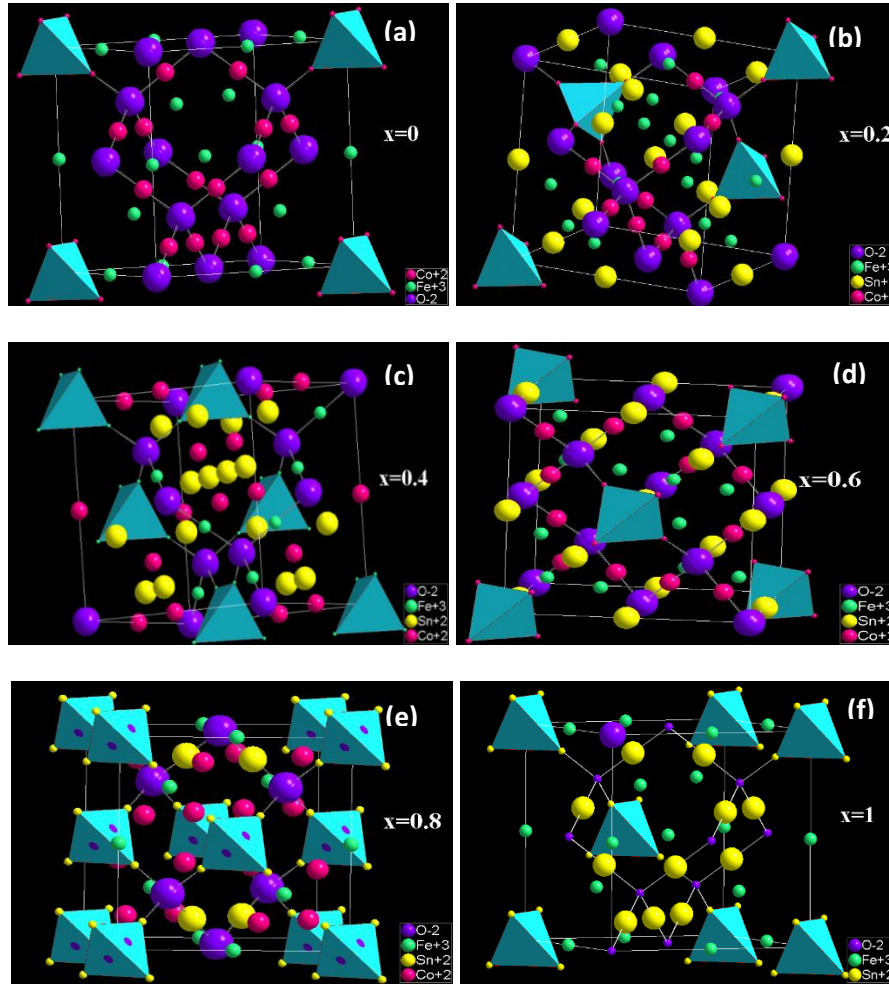 (a)
x=0
Co+2
Fe+3
O-2
(b)
x=0.2
O-2
Fe+3
Sn+
Co+
(c)
x=0.4
O-2
Fe+3
Sn+2
Co+2
(d)
x=0.6
O-2
Fe+3
Sn+2
Co+2
(e)
x=0.8
O-2
Fe+3
Sn+2
Co+2
(f)
x=1
O-2
Fe+3
Sn+2